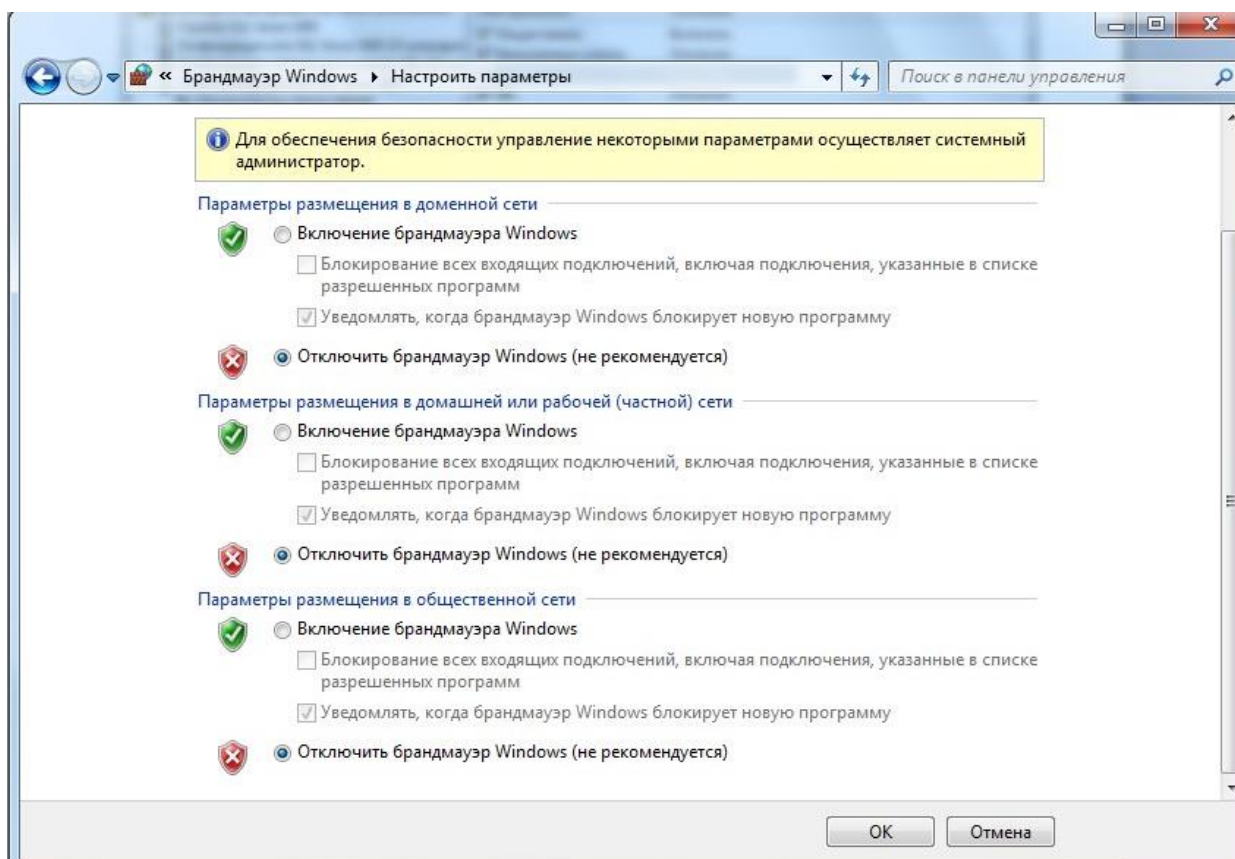 « Брандмауэр Windows ▸ Настроить параметры
Поиск в панели управления
Для обеспечения безопасности управление некоторыми параметрами осуществляет системный
администратор.
Параметры размещения в доменной сети
Включение брандмауэра Windows
Блокирование всех входящих подключений, включая подключения, указанные в списке
разрешенных программ
Уведомлять, когда брандмауэр Windows блокирует новую программу
Отключить брандмауэр Windows (не рекомендуется)
Параметры размещения в домашней или рабочей (частной) сети
Включение брандмауэра Windows
Блокирование всех входящих подключений, включая подключения, указанные в списке
разрешенных программ
Уведомлять, когда брандмауэр Windows блокирует новую программу
Отключить брандмауэр Windows (не рекомендуется)
Параметры размещения в общественной сети
Включение брандмауэра Windows
Блокирование всех входящих подключений, включая подключения, указанные в списке
разрешенных программ
Уведомлять, когда брандмауэр Windows блокирует новую программу
Отключить брандмауэр Windows (не рекомендуется)
OK
Отмена